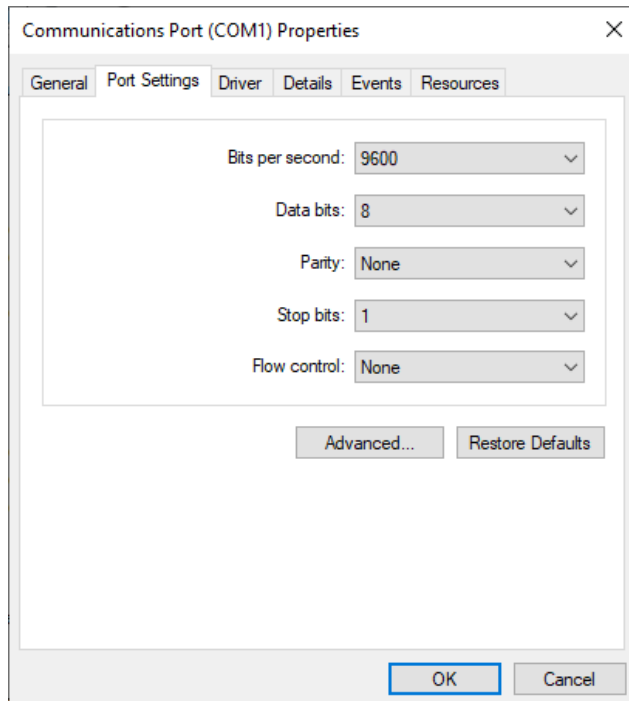 Communications Port (COM1) Properties
General Port Settings Driver Details Events Resources
Bits per second: 9600
Data bits: 8
Parity: None
Stop bits: 1
Flow control: None
Advanced... Restore Defaults
OK Cancel